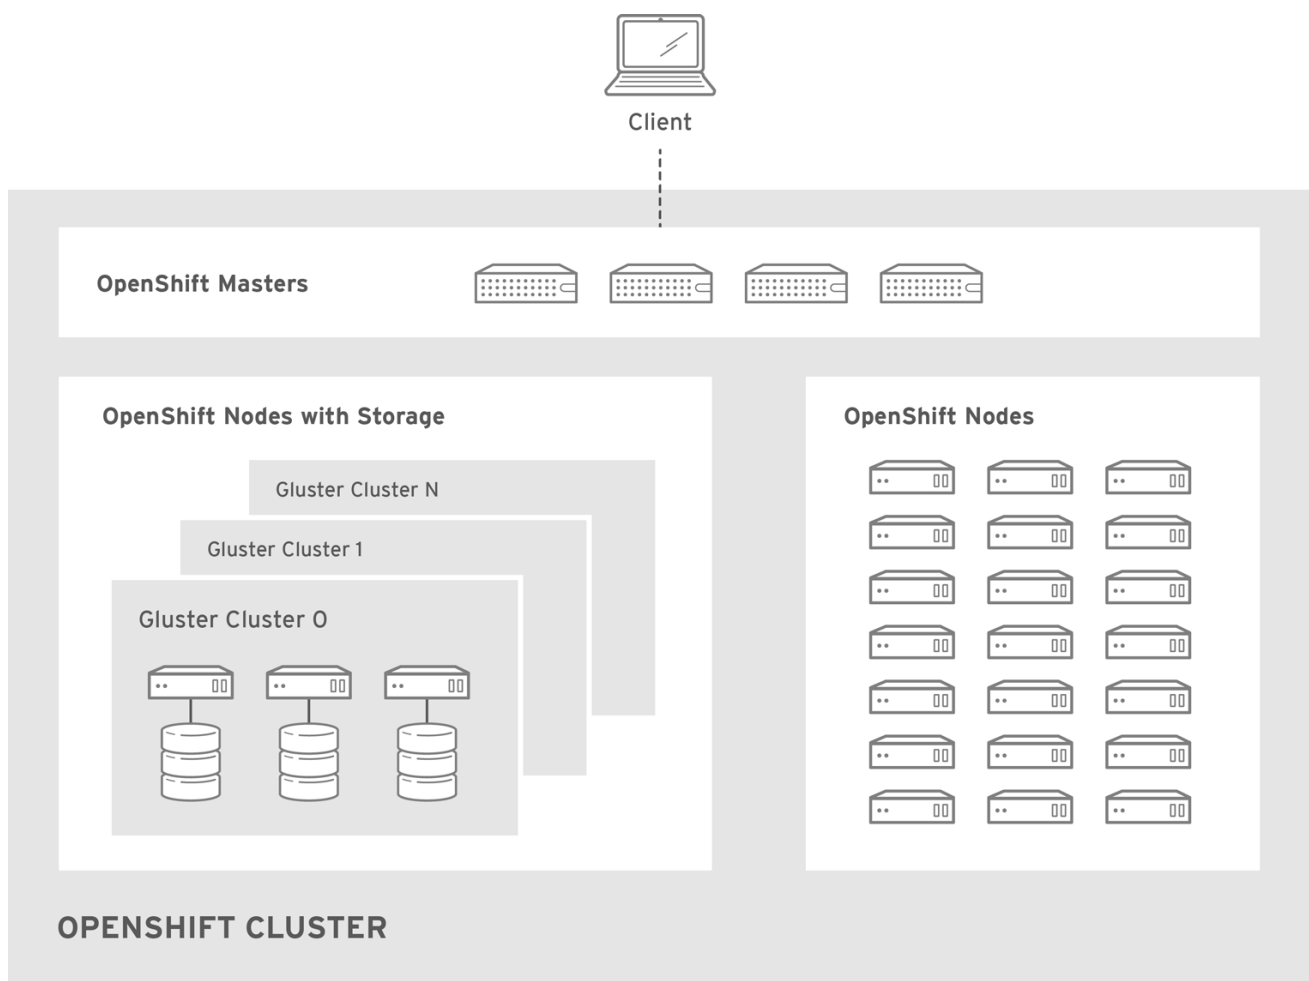 Client
OpenShift Masters
OpenShift Nodes with Storage
Gluster Cluster N
Gluster Cluster 1
Gluster Cluster 0
OpenShift Nodes
OPENSHIFT CLUSTER